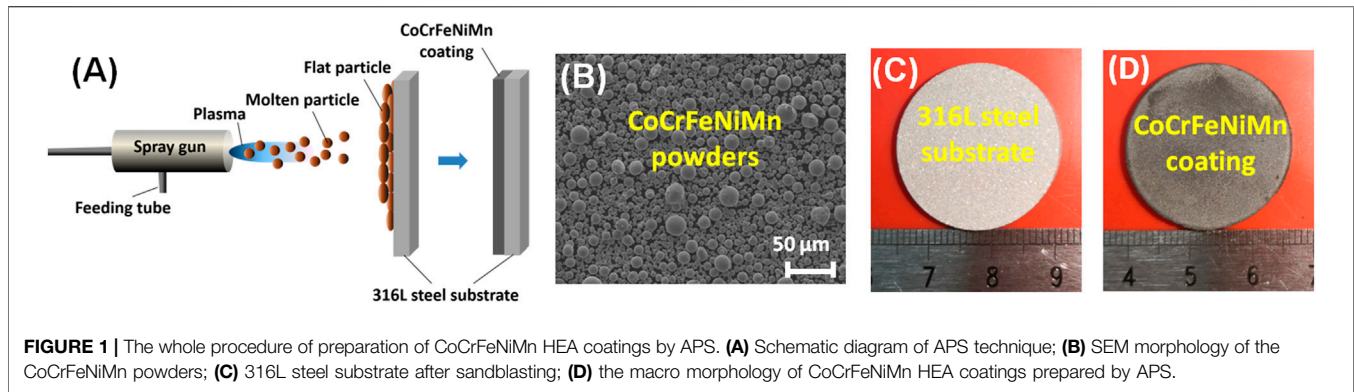 (A)
CoCrFeNiMn
coating
Flat particle
Molten particle
Plasma
Spray gun
Feeding tube
316L steel substrate
(B)
CoCrFeNiMn
powders
50 μm
(C)
316L steel
substrate
7 8 9
(D)
CoCrFeNiMn
coating
4 5 6
FIGURE 1 | The whole procedure of preparation of CoCrFeNiMn HEA coatings by APS. (A) Schematic diagram of APS technique; (B) SEM morphology of the
CoCrFeNiMn powders; (C) 316L steel substrate after sandblasting; (D) the macro morphology of CoCrFeNiMn HEA coatings prepared by APS.